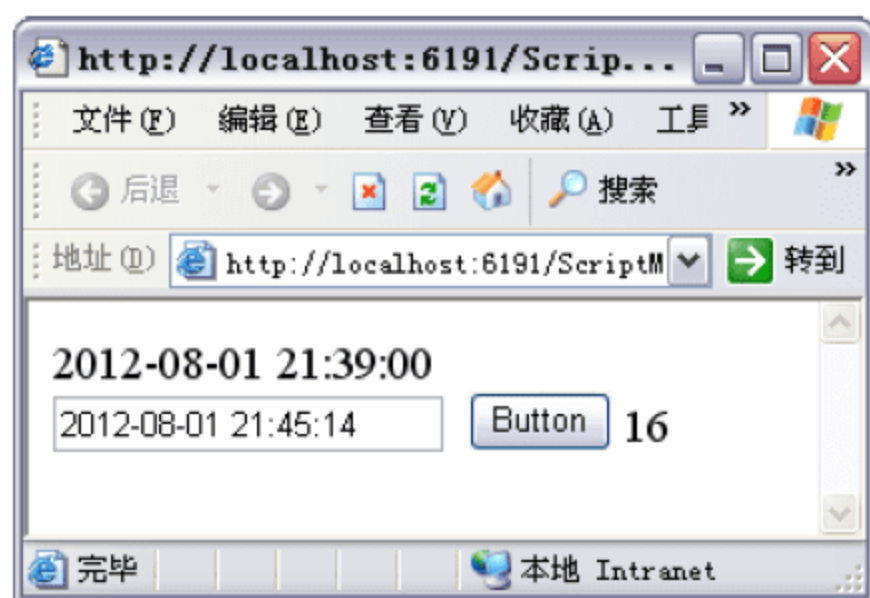 http://localhost:6191/Scrip...
文件(F) 编辑(E) 查看(V) 收藏(A) 工具 »
后退 搜索 »
地址(D) http://localhost:6191/ScriptM 转到
2012-08-01 21:39:00
2012-08-01 21:45:14 Button 16
完毕 本地 Intranet